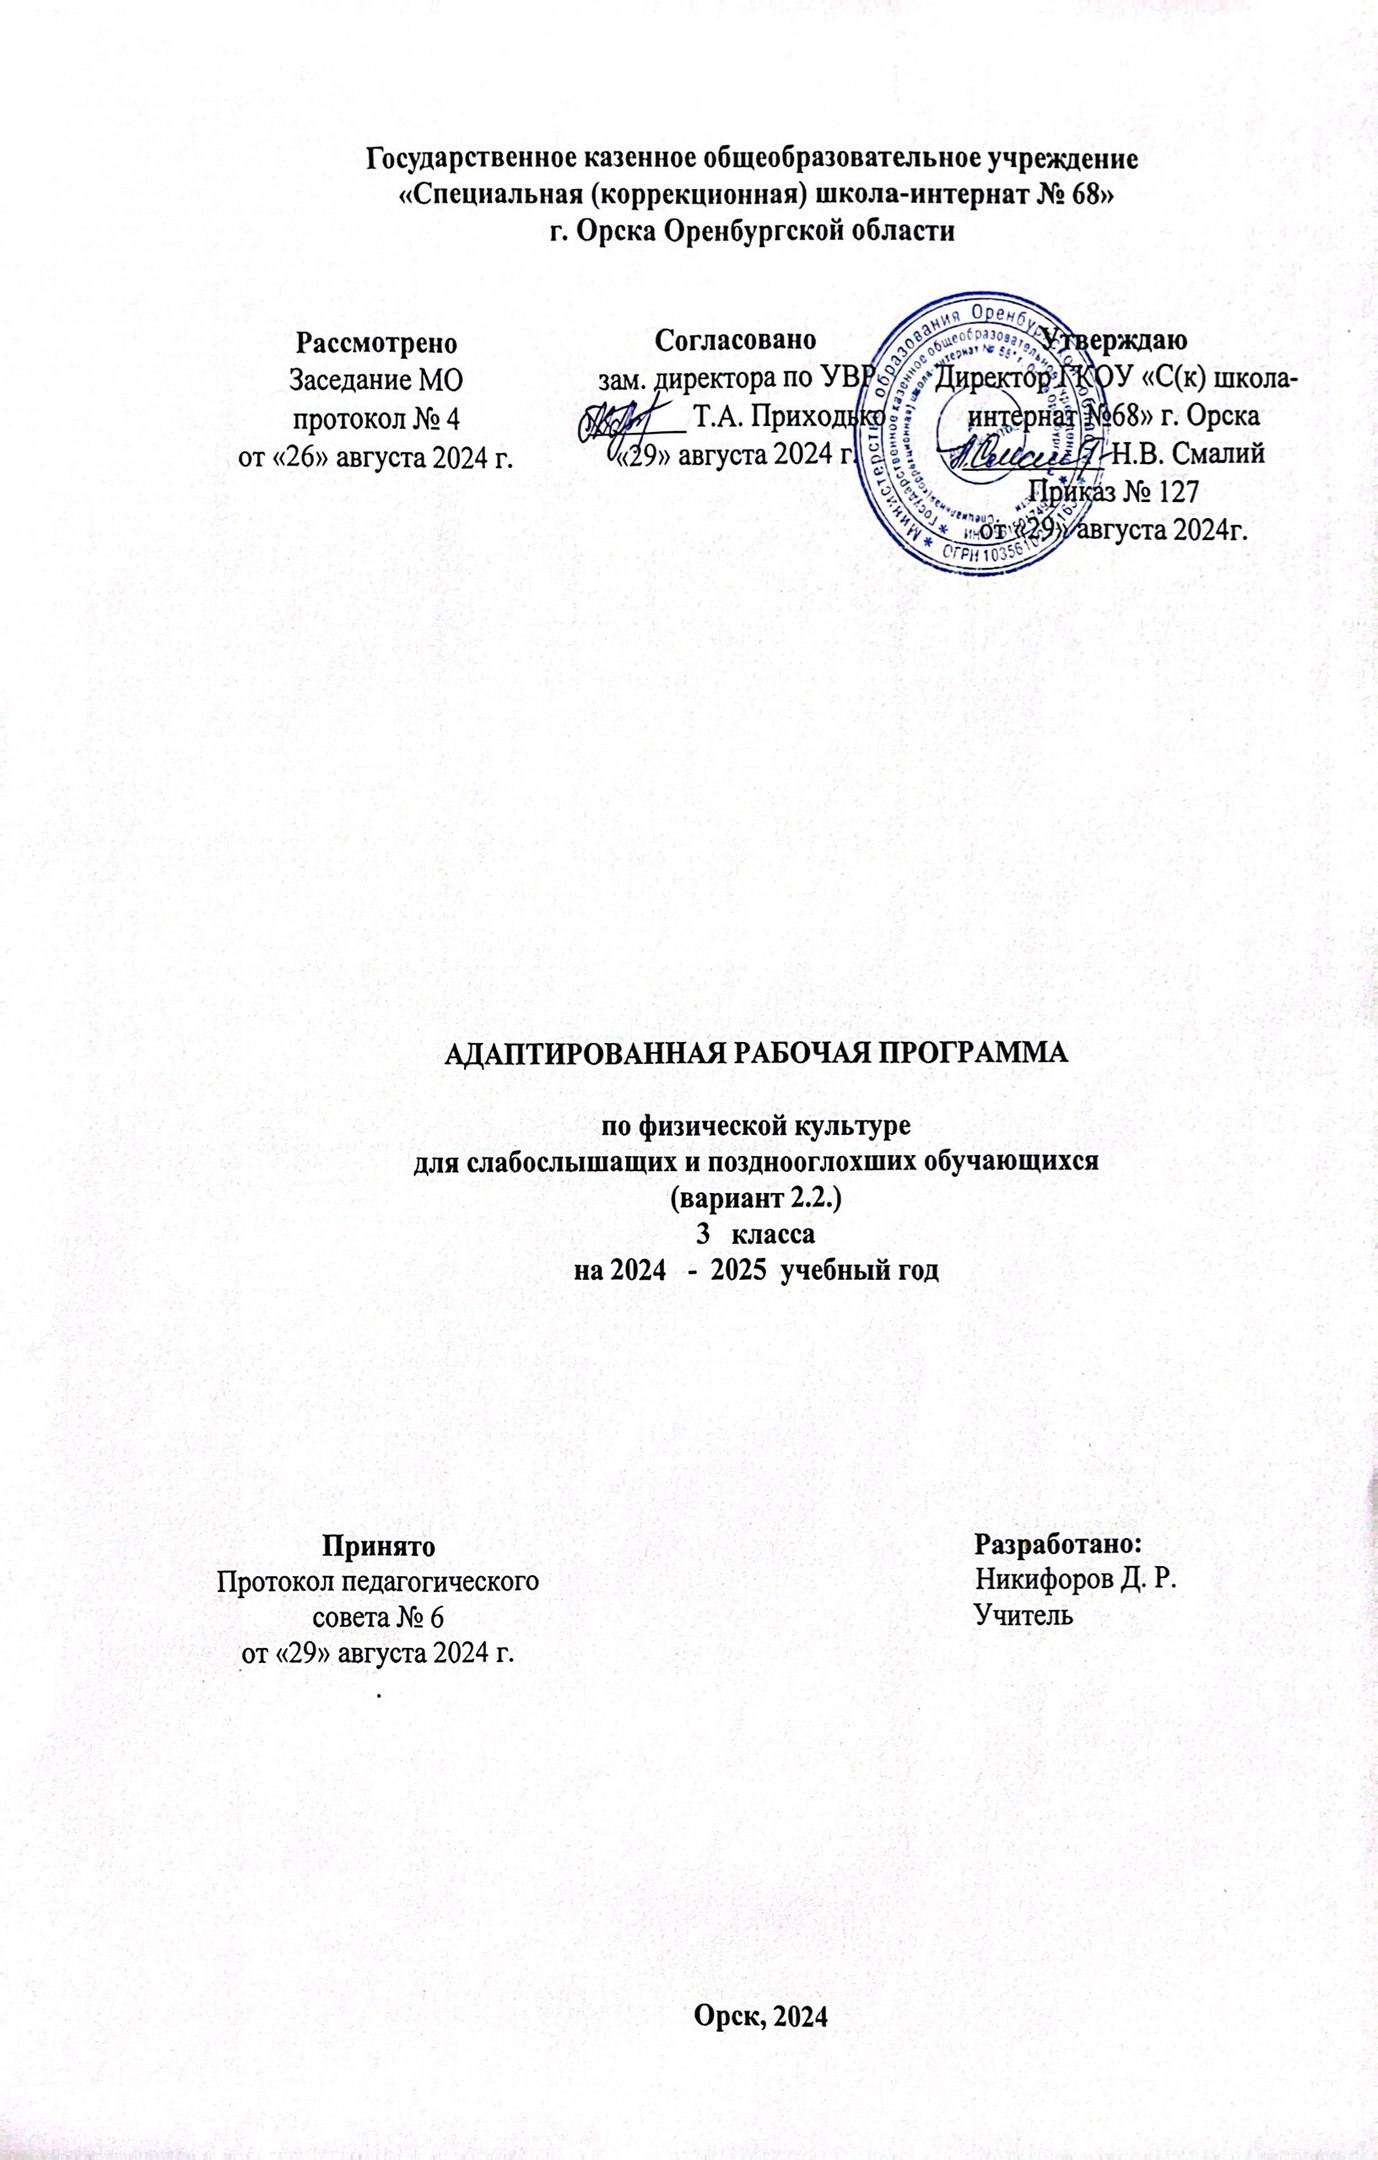 Государственное казенное общеобразовательное учреждение
«Специальная (коррекционная) школа-интернат № 68»
г. Орска Оренбургской области
Рассмотрено
Заседание МО
протокол № 4
от «26» августа 2024 г.
Согласовано
зам. директора по УВР
Т.А. Приходько
«29» августа 2024 г.
Утверждаю
Директор ГКОУ «С(к) школа-
интернат №68» г. Орска
Н.В. Смалий
Приказ № 127
от «29» августа 2024г.
АДАПТИРОВАННАЯ РАБОЧАЯ ПРОГРАММА
по физической культуре
для слабослышащих и позднооглохших обучающихся
(вариант 2.2.)
3 класса
на 2024 - 2025 учебный год
Принято
Протокол педагогического
совета № 6
от «29» августа 2024 г.
.
Разработано:
Никифоров Д. Р.
Учитель
Орск, 2024